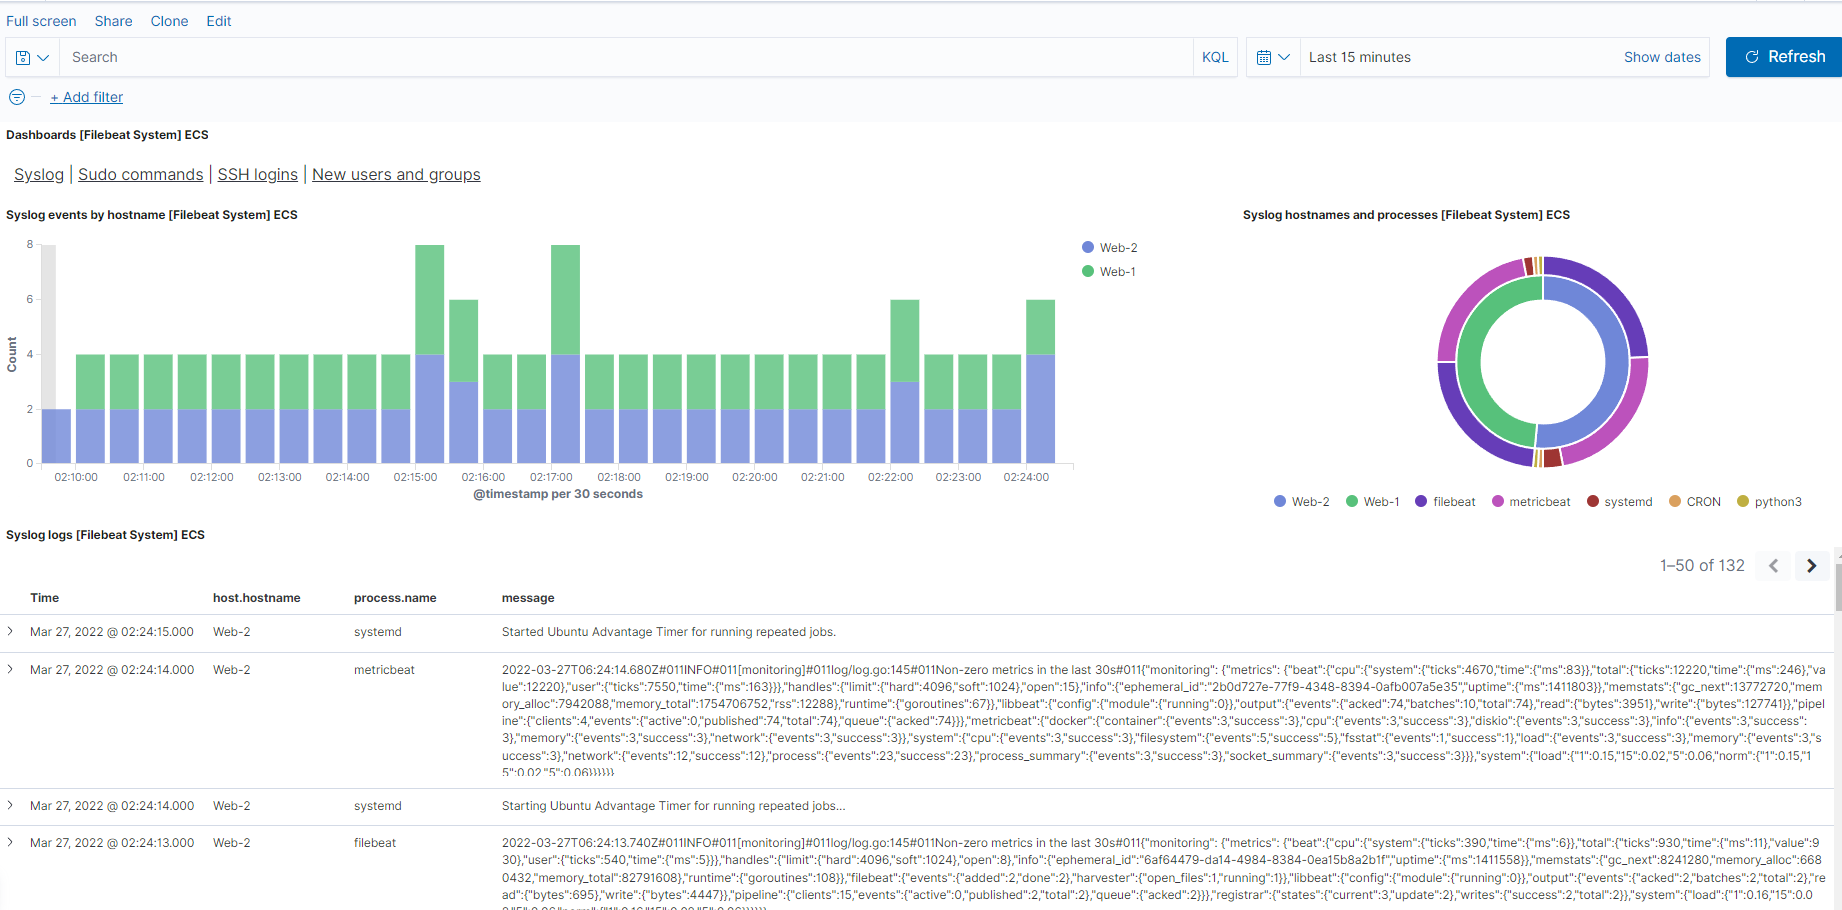 Full screen Share Clone Edit
Search KQL Last 15 minutes Show dates Refresh
+ Add filter
Dashboards [Filebeat System] ECS
Syslog | Sudo commands | SSH logins | New users and groups
Syslog events by hostname [Filebeat System] ECS
8
6
4
2
0
Count
02:10:00 02:11:00 02:12:00 02:13:00 02:14:00 02:15:00 02:16:00 02:17:00 02:18:00 02:19:00 02:20:00 02:21:00 02:22:00 02:23:00 02:24:00
@timestamp per 30 seconds
Web-2
Web-1
Syslog hostnames and processes [Filebeat System] ECS
Web-2 Web-1 filebeat metricbeat systemd CRON python3
Syslog logs [Filebeat System] ECS
1–50 of 132
Time host.hostname process.name message
Mar 27, 2022 @ 02:24:15.000 Web-2 systemd Started Ubuntu Advantage Timer for running repeated jobs.
Mar 27, 2022 @ 02:24:14.000 Web-2 metricbeat 2022-03-27T06:24:14.680Z#011INFO#011[monitoring]#011log/log.go:145#011Non-zero metrics in the last 30s#011{"monitoring": {"metrics": {"beat":{"cpu":{"system":{"ticks":4670,"time":{"ms":83}},"total":{"ticks":12220,"time":{"ms":246},"va
lue":12220},"user":{"ticks":7550,"time":{"ms":163}}},"handles":{"limit":{"hard":4096,"soft":1024},"open":15},"info":{"ephemeral_id":"2b0d727e-77f9-4348-8394-0afb007a5e35","uptime":{"ms":1411803}},"memstats":{"gc_next":13772720,"mem
ory_alloc":7942088,"memory_total":1754706752,"rss":12288},"runtime":{"goroutines":67}},"libbeat":{"config":{"module":{"running":0}},"output":{"events":{"acked":74,"batches":10,"total":74},"read":{"bytes":3951},"write":{"bytes":127741}},"pipel
ine":{"clients":4,"events":{"active":0,"published":74,"total":74},"queue":{"acked":74}}},"metricbeat":{"docker":{"container":{"events":3,"success":3},"cpu":{"events":3,"success":3},"diskio":{"events":3,"success":3},"info":{"events":3,"success":
3},"memory":{"events":3,"success":3},"network":{"events":3,"success":3}},"system":{"cpu":{"events":3,"success":3},"filesystem":{"events":5,"success":5},"fsstat":{"events":1,"success":1},"load":{"events":3,"success":3},"memory":{"events":3,"su
ccess":3},"network":{"events":12,"success":12},"process":{"events":23,"success":23},"process_summary":{"events":3,"success":3},"socket_summary":{"events":3,"success":3}}},"system":{"load":{"1":0.15,"15":0.02,"5":0.06,"norm":{"1":0.15,"1
5":0.02,"5":0.06}}}}}}
Mar 27, 2022 @ 02:24:14.000 Web-2 systemd Starting Ubuntu Advantage Timer for running repeated jobs...
Mar 27, 2022 @ 02:24:13.000 Web-2 filebeat 2022-03-27T06:24:13.740Z#011INFO#011[monitoring]#011log/log.go:145#011Non-zero metrics in the last 30s#011{"monitoring": {"metrics": {"beat":{"cpu":{"system":{"ticks":390,"time":{"ms":6}},"total":{"ticks":930,"time":{"ms":11},"value":9
30},"user":{"ticks":540,"time":{"ms":5}}},"handles":{"limit":{"hard":4096,"soft":1024},"open":8},"info":{"ephemeral_id":"6af64479-da14-4984-8384-0ea15b8a2b1f","uptime":{"ms":1411558}},"memstats":{"gc_next":8241280,"memory_alloc":668
0432,"memory_total":82791608},"runtime":{"goroutines":108}},"filebeat":{"events":{"added":2,"done":2},"harvester":{"open_files":1,"running":1}},"libbeat":{"config":{"module":{"running":0}},"output":{"events":{"acked":2,"batches":2,"total":2},"re
ad":{"bytes":695},"write":{"bytes":4447}},"pipeline":{"clients":15,"events":{"active":0,"published":2,"total":2},"queue":{"acked":2}}},"registrar":{"states":{"current":3,"update":2},"writes":{"success":2,"total":2}},"system":{"load":{"1":0.16,"15":0.0